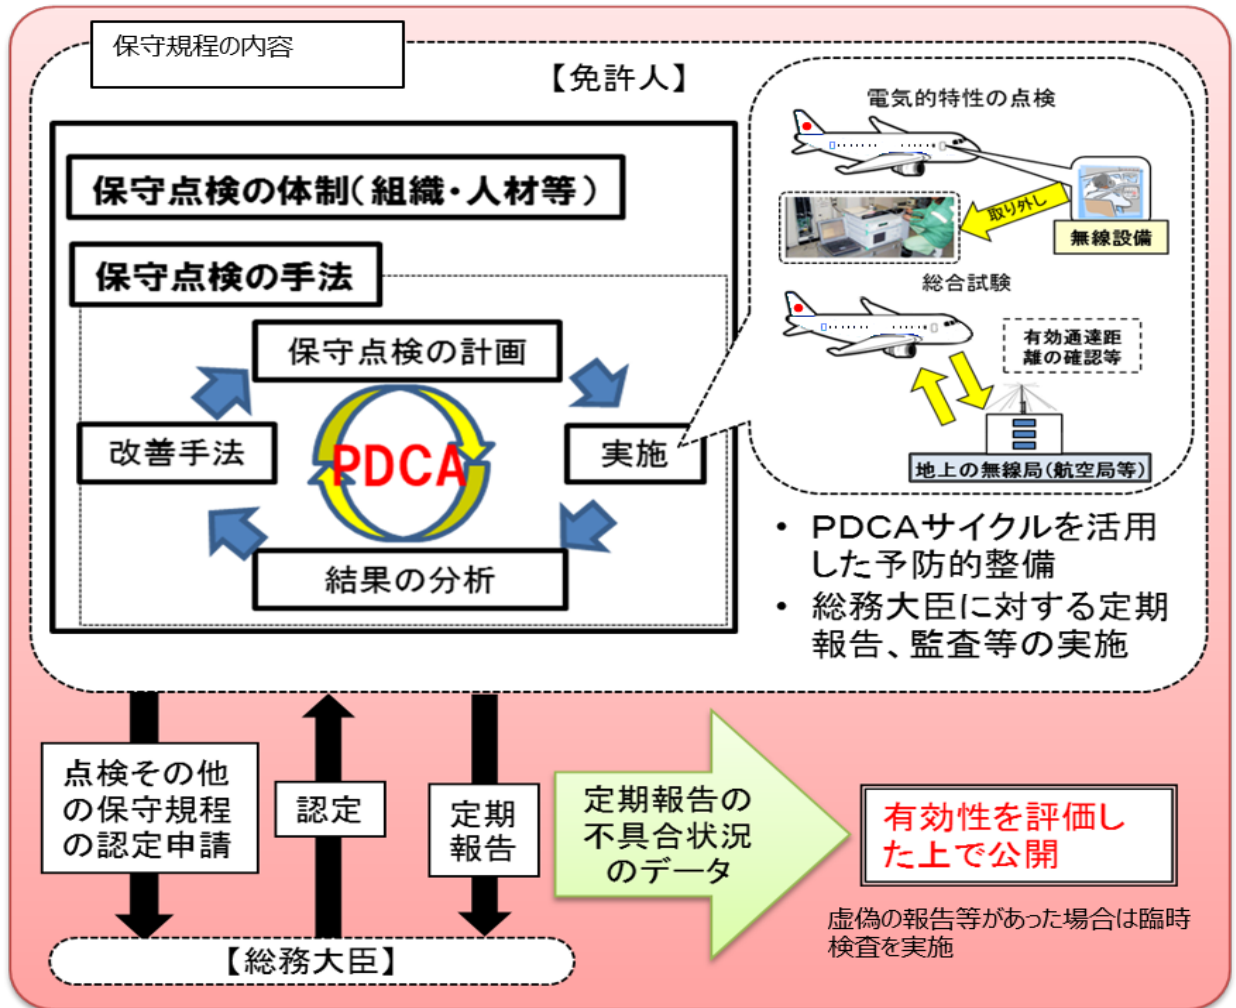 保守規程の内容
【免許人】
保守点検の体制(組織・人材等)
保守点検の手法
保守点検の計画
改善手法
PDCA
実施
結果の分析
電気的特性の点検
取り外し
無線設備
総合試験
有効通達距
離の確認等
地上の無線局(航空局等)
• PDCAサイクルを活用
した予防的整備
• 総務大臣に対する定期
報告、監査等の実施
点検その他
の保守規程
の認定申請
認定
定期
報告
定期報告の
不具合状況
のデータ
有効性を評価し
た上で公開
虚偽の報告等があった場合は臨時
検査を実施
【総務大臣】